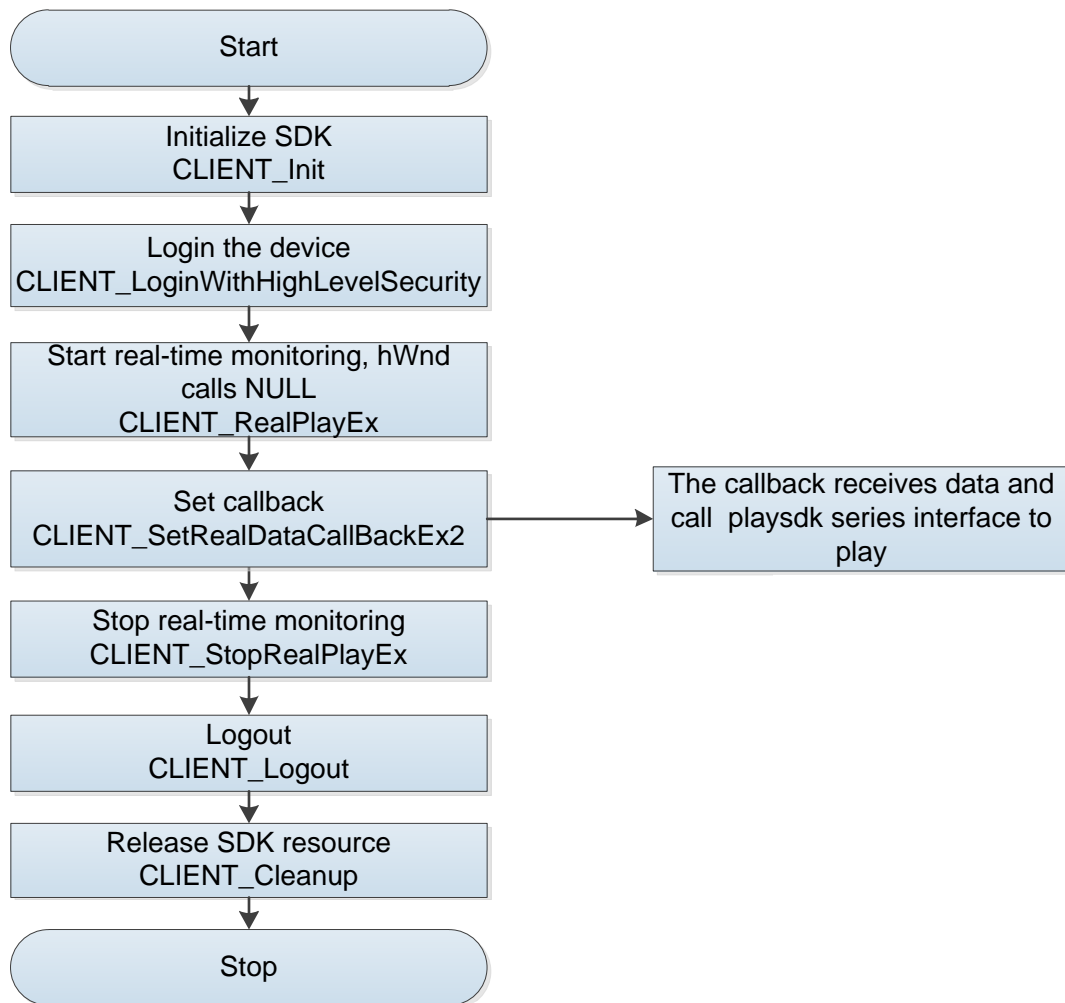 Start
Initialize SDK
CLIENT_Init
Login the device
CLIENT_LoginWithHighLevelSecurity
Start real-time monitoring, hWnd
calls NULL
CLIENT_RealPlayEx
Set callback
CLIENT_SetRealDataCallBackEx2
The callback receives data and
call  playsdk series interface to
play
Stop real-time monitoring
CLIENT_StopRealPlayEx
Logout
CLIENT_Logout
Release SDK resource
CLIENT_Cleanup
Stop